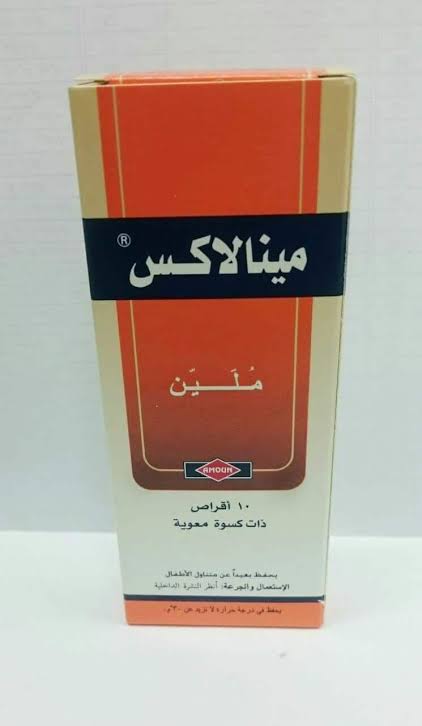 مينالاكس ®
مُلَيّن
AMOUN
١٠ أقراص
ذات كسوة معوية
يحفظ بعيداً عن متناول الأطفال
الإستعمال والجرعة: أنظر النشرة الداخلية
يحفظ في درجة حرارة لا تزيد عن ٣٠°م.